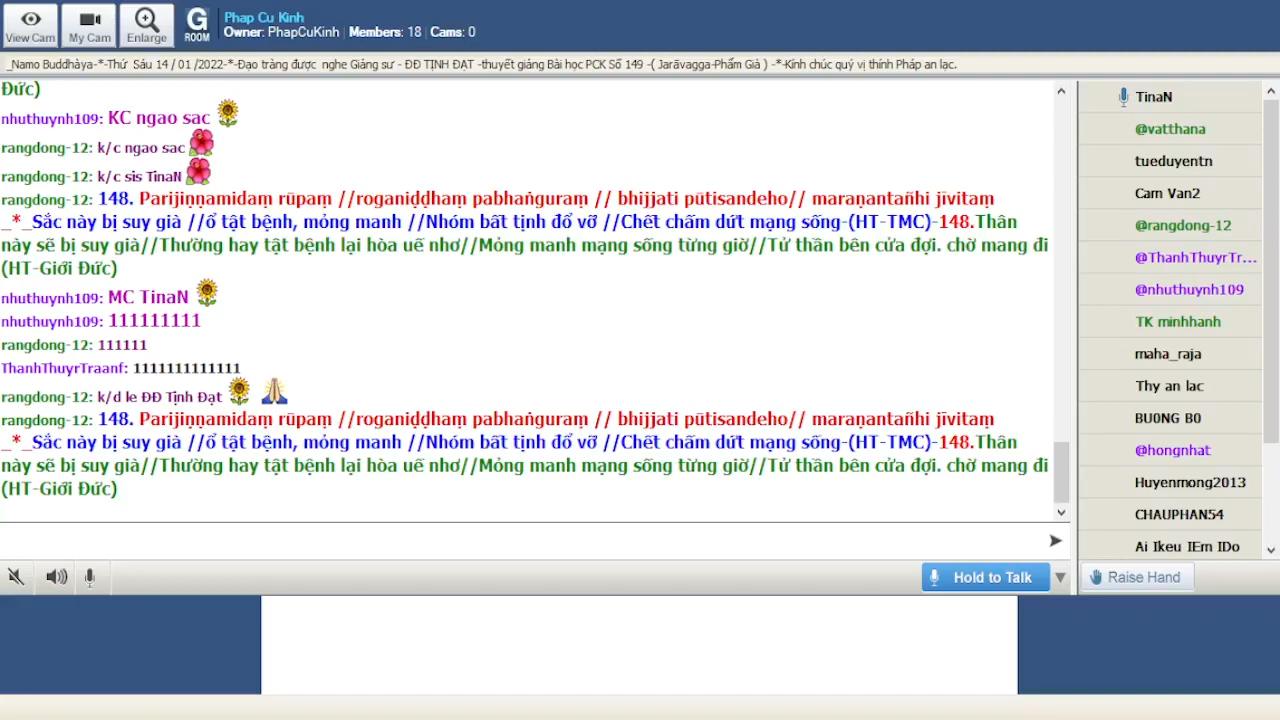 View Cam
My Cam
Enlarge
G
ROOM
Phap Cu Kinh
Owner: PhapCuKinh | Members: 18 | Cams: 0
_Namo Buddhàya-*-Thứ Sáu 14 / 01 /2022-*-Đạo tràng được nghe Giảng sư - ĐĐ TỊNH ĐẠT -thuyết giảng Bài học PCK Số 149 -( Jarāvagga-Phẩm Già ) -*-Kính chúc quý vị thính Pháp an lạc.
Đức)
nhuthuynh109: KC ngao sac
rangdong-12: k/c ngao sac
rangdong-12: k/c sis TinaN
rangdong-12: 148. Parijiṇṇamidaṃ rūpaṃ //roganiḍḍhaṃ pabhaṅguraṃ // bhijjati pūtisandeho// maraṇantañhi jīvitaṃ
_*_Sắc này bị suy già //ổ tật bệnh, mỏng manh //Nhóm bất tịnh đổ vỡ //Chết chấm dứt mạng sống-(HT-TMC)-148.Thân
này sẽ bị suy già//Thường hay tật bệnh lại hòa uế nhơ//Mỏng manh mạng sống từng giờ//Tử thần bên cửa đợi. chờ mang đi
(HT-Giới Đức)
nhuthuynh109: MC TinaN
nhuthuynh109: 111111111
rangdong-12: 111111
ThanhThuyrTraanf: 1111111111111
rangdong-12: k/d le ĐĐ Tịnh Đạt
rangdong-12: 148. Parijiṇṇamidaṃ rūpaṃ //roganiḍḍhaṃ pabhaṅguraṃ // bhijjati pūtisandeho// maraṇantañhi jīvitaṃ
_*_Sắc này bị suy già //ổ tật bệnh, mỏng manh //Nhóm bất tịnh đổ vỡ //Chết chấm dứt mạng sống-(HT-TMC)-148.Thân
này sẽ bị suy già//Thường hay tật bệnh lại hòa uế nhơ//Mỏng manh mạng sống từng giờ//Tử thần bên cửa đợi. chờ mang đi
(HT-Giới Đức)
Hold to Talk
TinaN
@vatthana
tueduyentn
Cam Van2
@rangdong-12
@ThanhThuyrTr...
@nhuthuynh109
TK minhhanh
maha_raja
Thy an lac
BU0NG B0
@hongnhat
Huyenmong2013
CHAUPHAN54
Ai Ikeu IEm IDo
Raise Hand